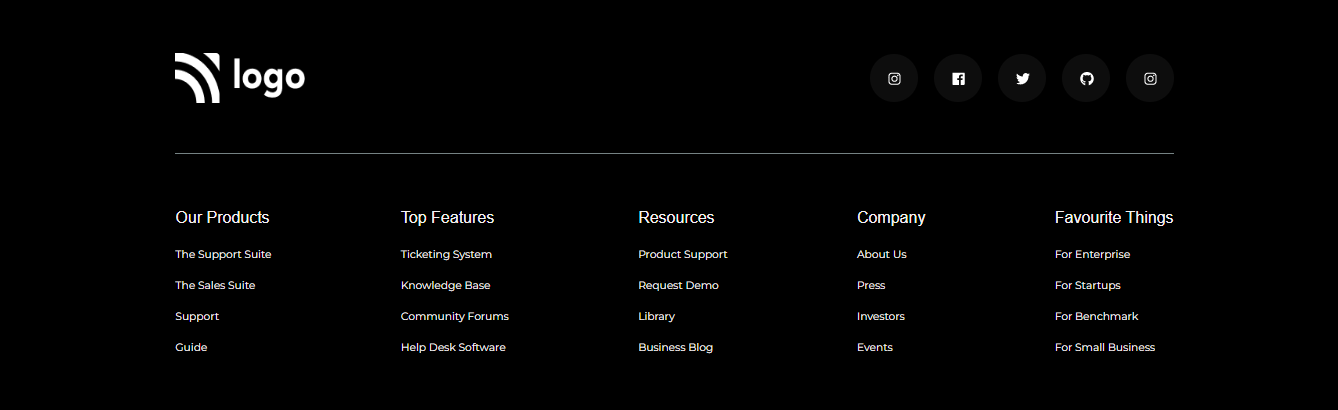 logo
Our Products Top Features Resources Company Favourite Things
The Support Suite Ticketing System Product Support About Us For Enterprise
The Sales Suite Knowledge Base Request Demo Press For Startups
Support Community Forums Library Investors For Benchmark
Guide Help Desk Software Business Blog Events For Small Business